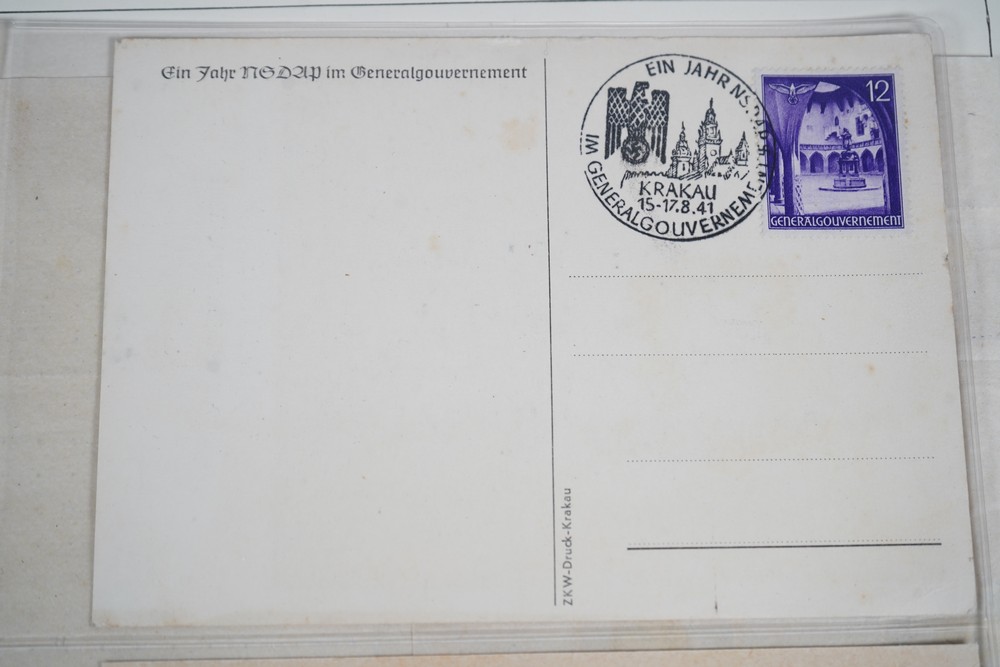 Ein Jahr NSDAP im Generalgouvernement
EIN JAHR NSDAP
IM GENERALGOUVERNEMENT
KRAKAU
15-17.8.41
12
GENERALGOUVERNEMENT
ZKW-Druck-Krakau